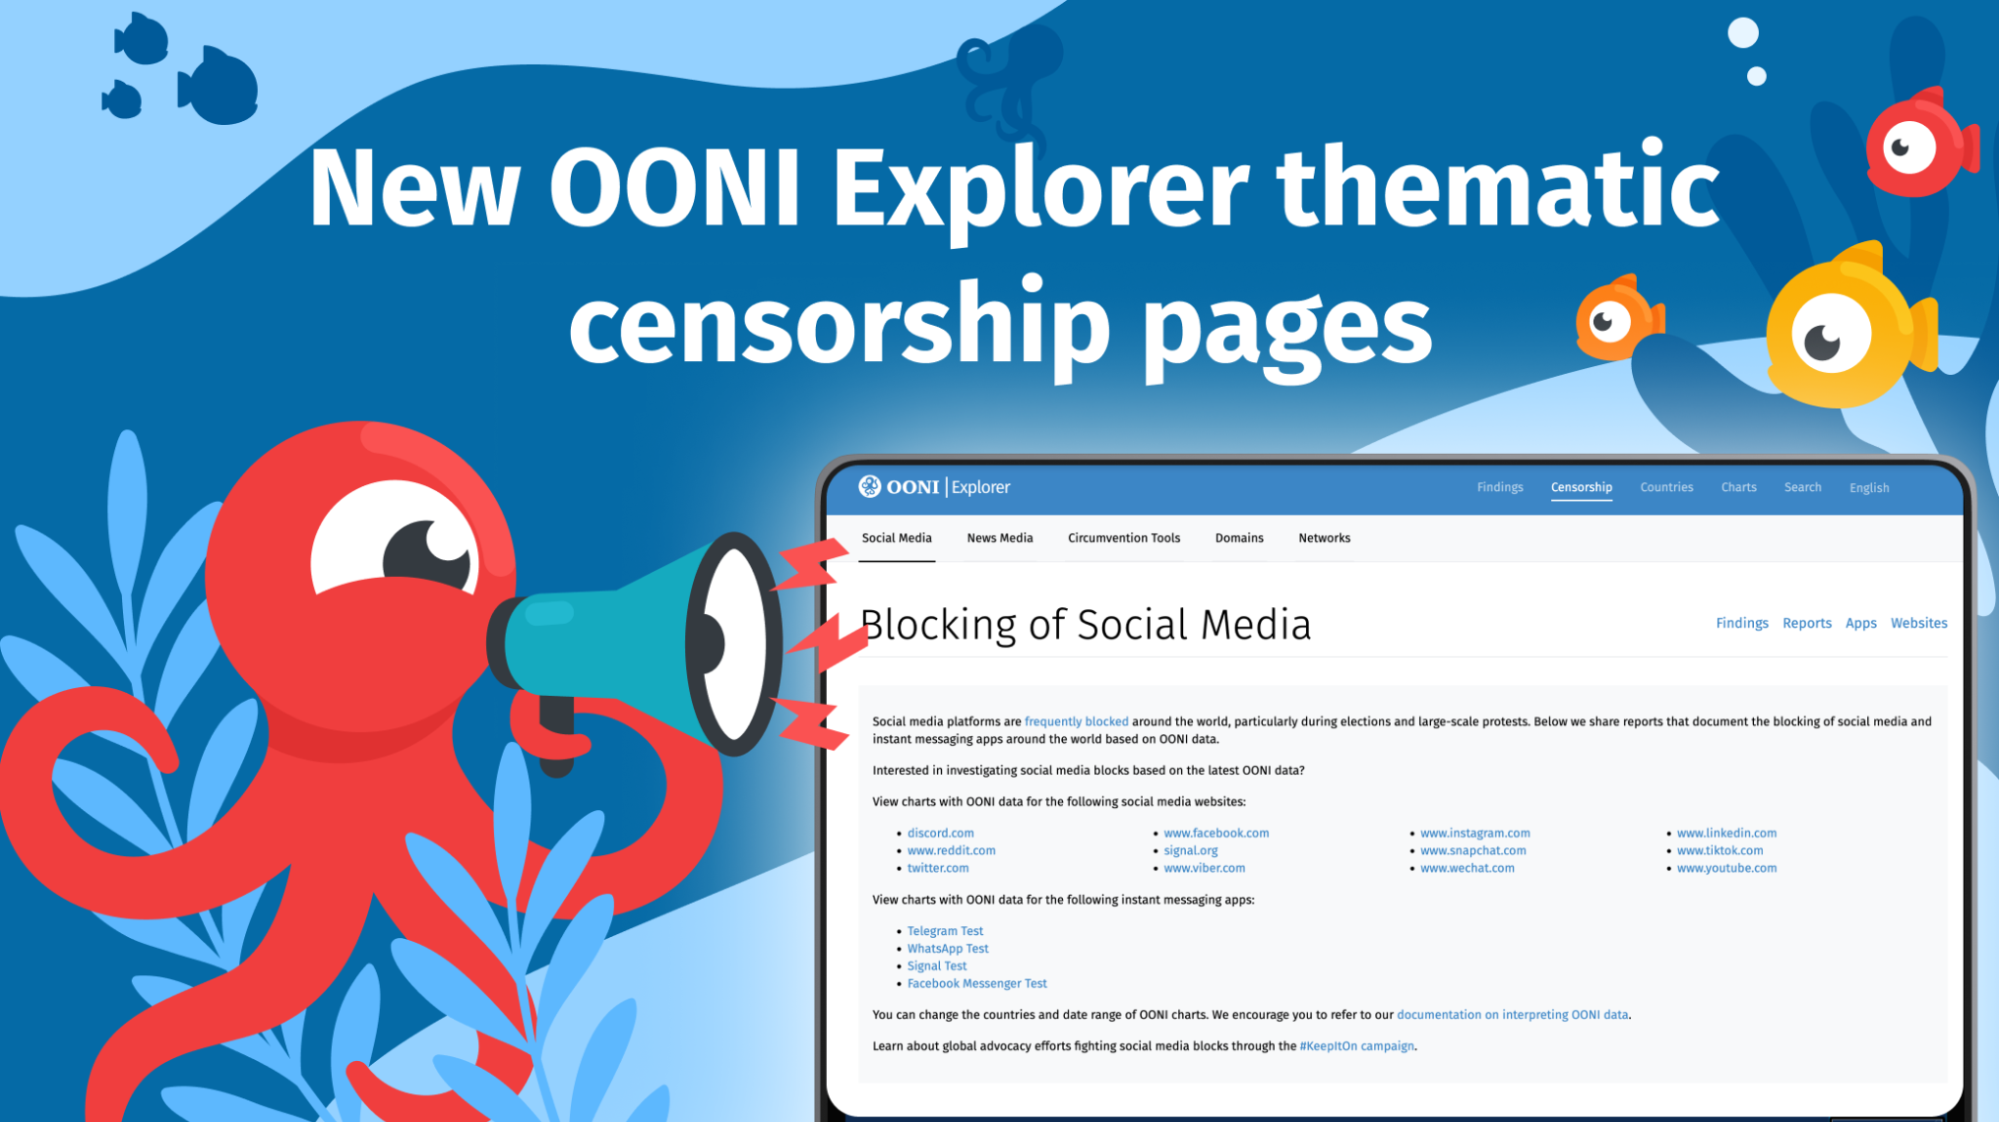 New OONI Explorer thematic
censorship pages
OONI | Explorer
Findings Censorship Countries Charts Search English
Social Media News Media Circumvention Tools Domains Networks
Blocking of Social Media
Findings Reports Apps Websites
Social media platforms are frequently blocked around the world, particularly during elections and large-scale protests. Below we share reports that document the blocking of social media and
instant messaging apps around the world based on OONI data.
Interested in investigating social media blocks based on the latest OONI data?
View charts with OONI data for the following social media websites:
• discord.com • www.facebook.com • www.instagram.com • www.linkedin.com
• www.reddit.com • signal.org • www.snapchat.com • www.tiktok.com
• twitter.com • www.viber.com • www.wechat.com • www.youtube.com
View charts with OONI data for the following instant messaging apps:
• Telegram Test
• WhatsApp Test
• Signal Test
• Facebook Messenger Test
You can change the countries and date range of OONI charts. We encourage you to refer to our documentation on interpreting OONI data.
Learn about global advocacy efforts fighting social media blocks through the #KeepItOn campaign.